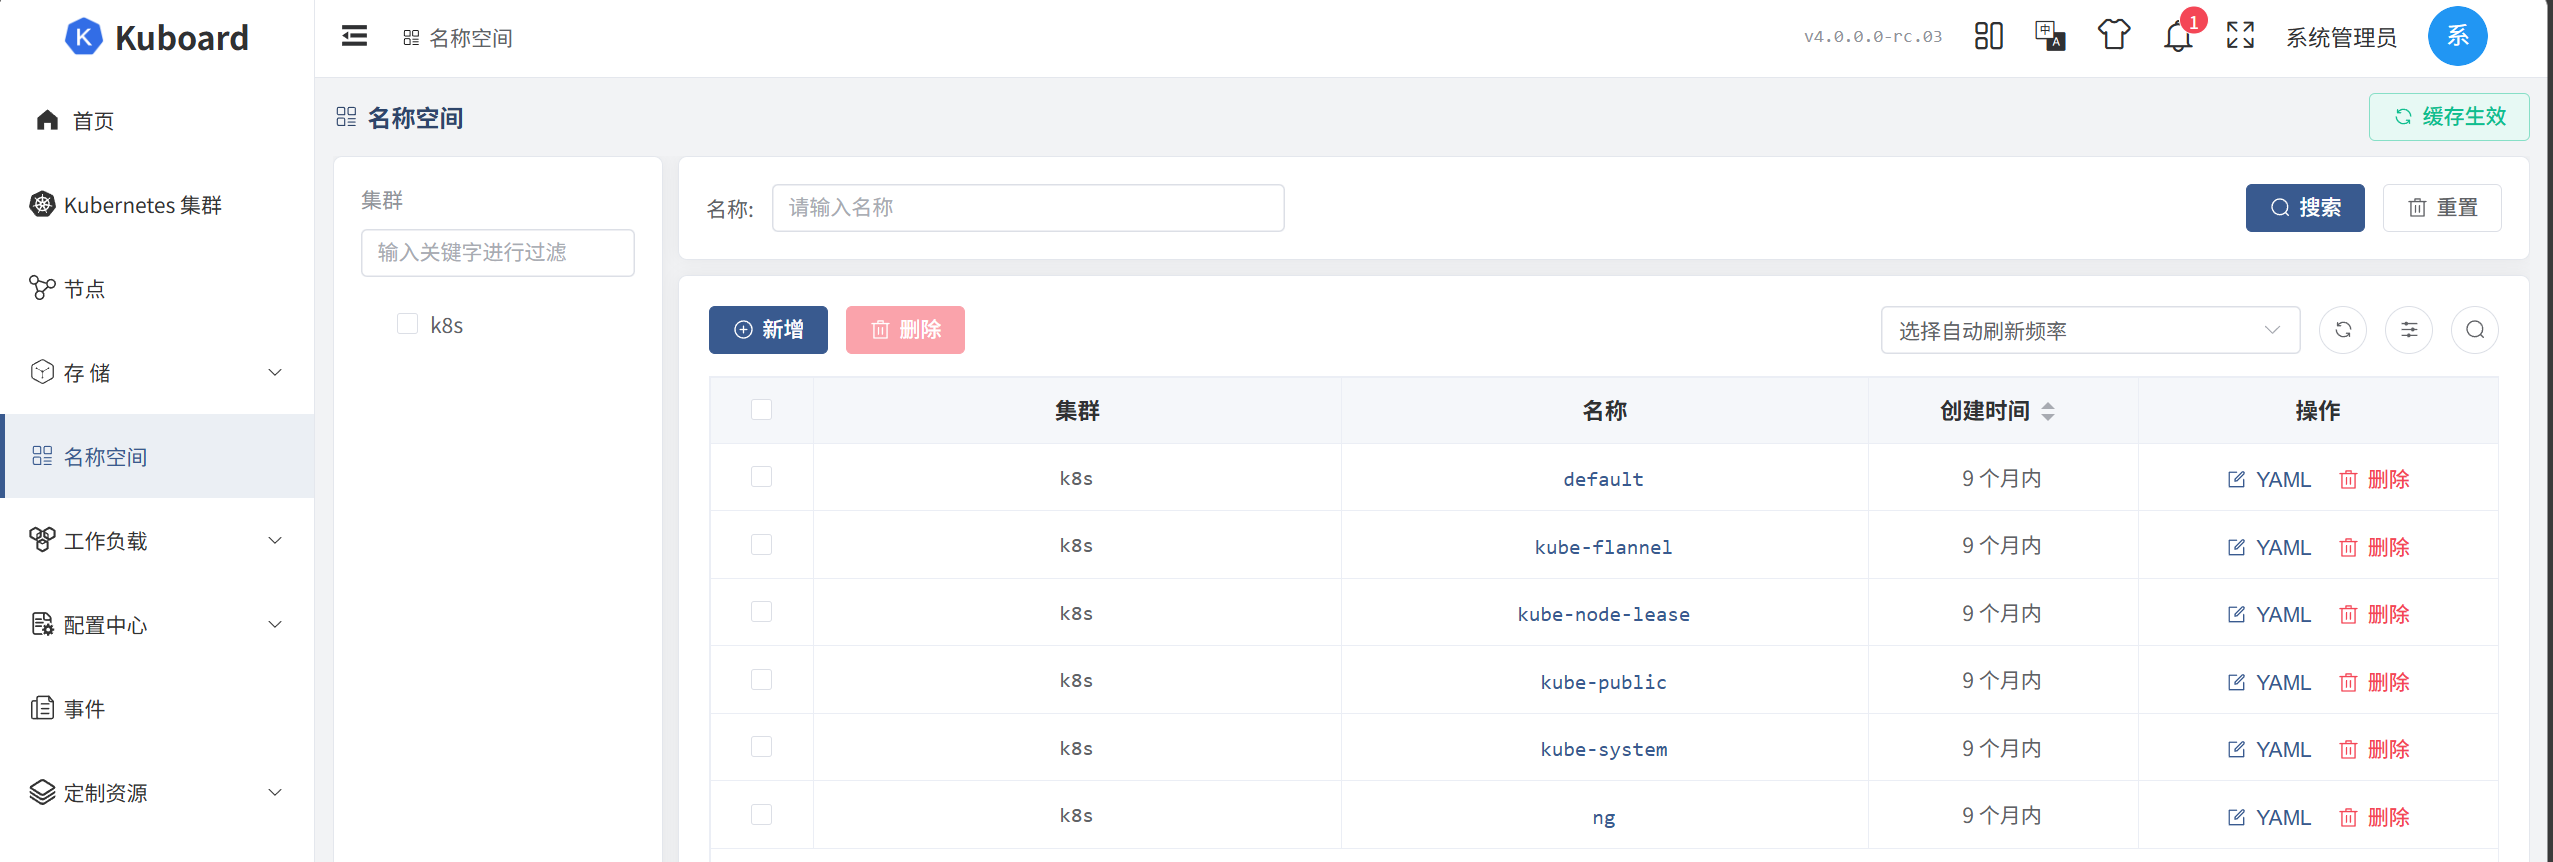 Kuboard
首页
Kubernetes 集群
节点
存 储
名称空间
工作负载
配置中心
事件
定制资源
名称空间
v4.0.0.0-rc.03
中
A
1
系统管理员
系
名称空间
缓存生效
集群
输入关键字进行过滤
k8s
名称: 请输入名称 搜索 重置
新增 删除 选择自动刷新频率
集群 名称 创建时间 操作
k8s default 9 个月内 YAML 删除
k8s kube-flannel 9 个月内 YAML 删除
k8s kube-node-lease 9 个月内 YAML 删除
k8s kube-public 9 个月内 YAML 删除
k8s kube-system 9 个月内 YAML 删除
k8s ng 9 个月内 YAML 删除